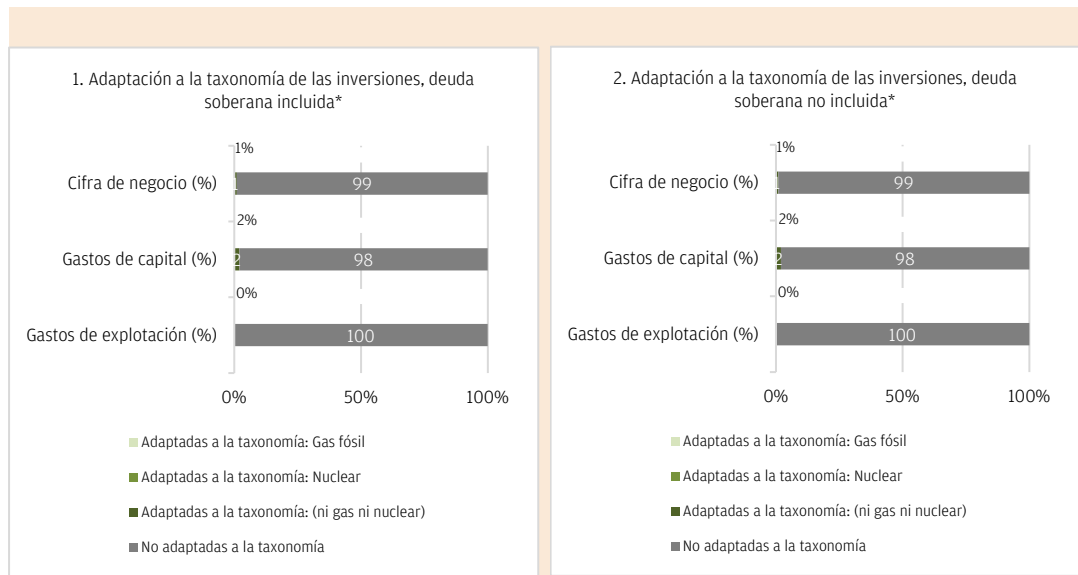 1. Adaptación a la taxonomía de las inversiones, deuda
soberana incluida*
1%
Cifra de negocio (%)
1
99
2%
Gastos de capital (%)
2
98
0%
Gastos de explotación (%)
100
0%
50%
100%
Adaptadas a la taxonomía: Gas fósil
Adaptadas a la taxonomía: Nuclear
Adaptadas a la taxonomía: (ni gas ni nuclear)
No adaptadas a la taxonomía
2. Adaptación a la taxonomía de las inversiones, deuda
soberana no incluida*
1%
Cifra de negocio (%)
1
99
2%
Gastos de capital (%)
2
98
0%
Gastos de explotación (%)
100
0%
50%
100%
Adaptadas a la taxonomía: Gas fósil
Adaptadas a la taxonomía: Nuclear
Adaptadas a la taxonomía: (ni gas ni nuclear)
No adaptadas a la taxonomía